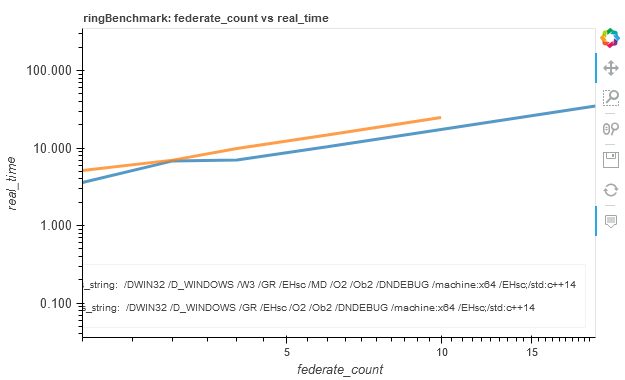 ringBenchmark: federate_count vs real_time
100.000
10.000
1.000
0.100
real_time
_string: /DWIN32 /D_WINDOWS /W3 /GR /EHsc /MD /O2 /Ob2 /DNDEBUG /machine:x64 /EHsc;/std:c++14
s_string: /DWIN32 /D_WINDOWS /GR /EHsc /O2 /Ob2 /DNDEBUG /machine:x64 /EHsc;/std:c++14
5
10
15
federate_count